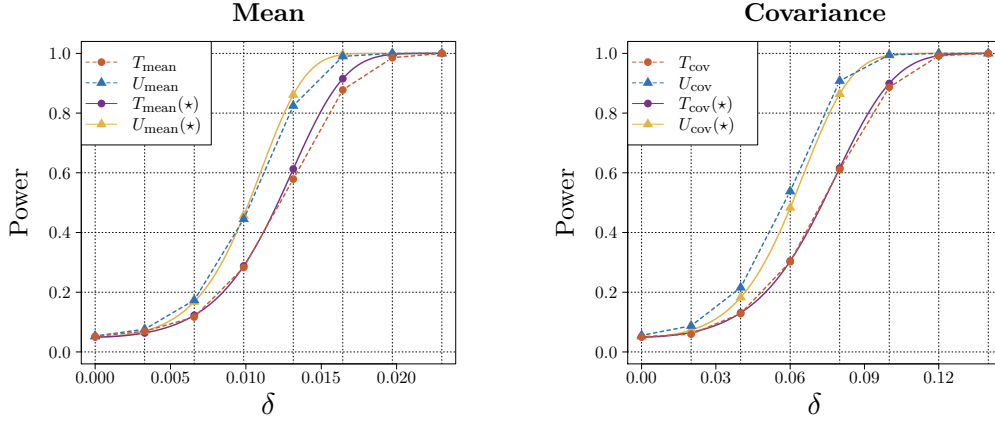 Mean
Power
1.0
0.8
0.6
0.4
0.2
0.0
T_mean
U_mean
T_mean(⋆)
U_mean(⋆)
0.000 0.005 0.010 0.015 0.020
δ
Covariance
Power
1.0
0.8
0.6
0.4
0.2
0.0
T_cov
U_cov
T_cov(⋆)
U_cov(⋆)
0.00 0.03 0.06 0.09 0.12
δ